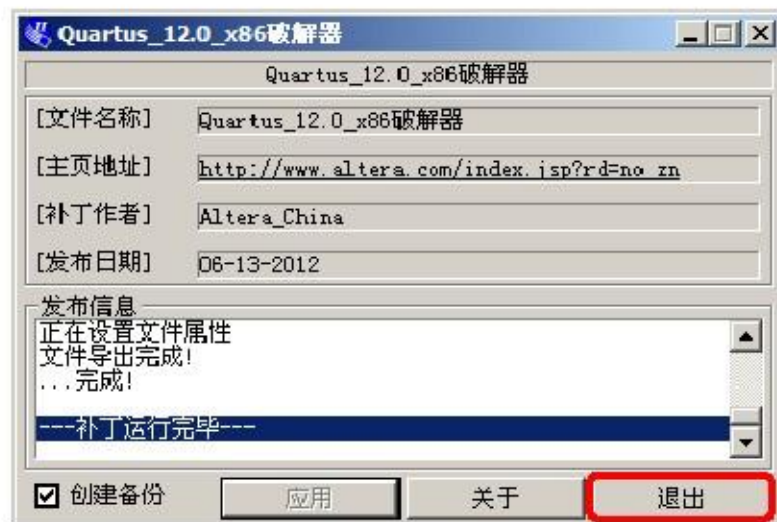 Quartus_12.0_x86破解器
Quartus_12.0_x86破解器
[文件名称] Quartus_12.0_x86破解器
[主页地址] http://www.altera.com/index.jsp?rd=no_zn
[补丁作者] Altera_China
[发布日期] 06-13-2012
发布信息
正在设置文件属性
文件导出完成!
...完成!
---补丁运行完毕---
创建备份 应用 关于 退出